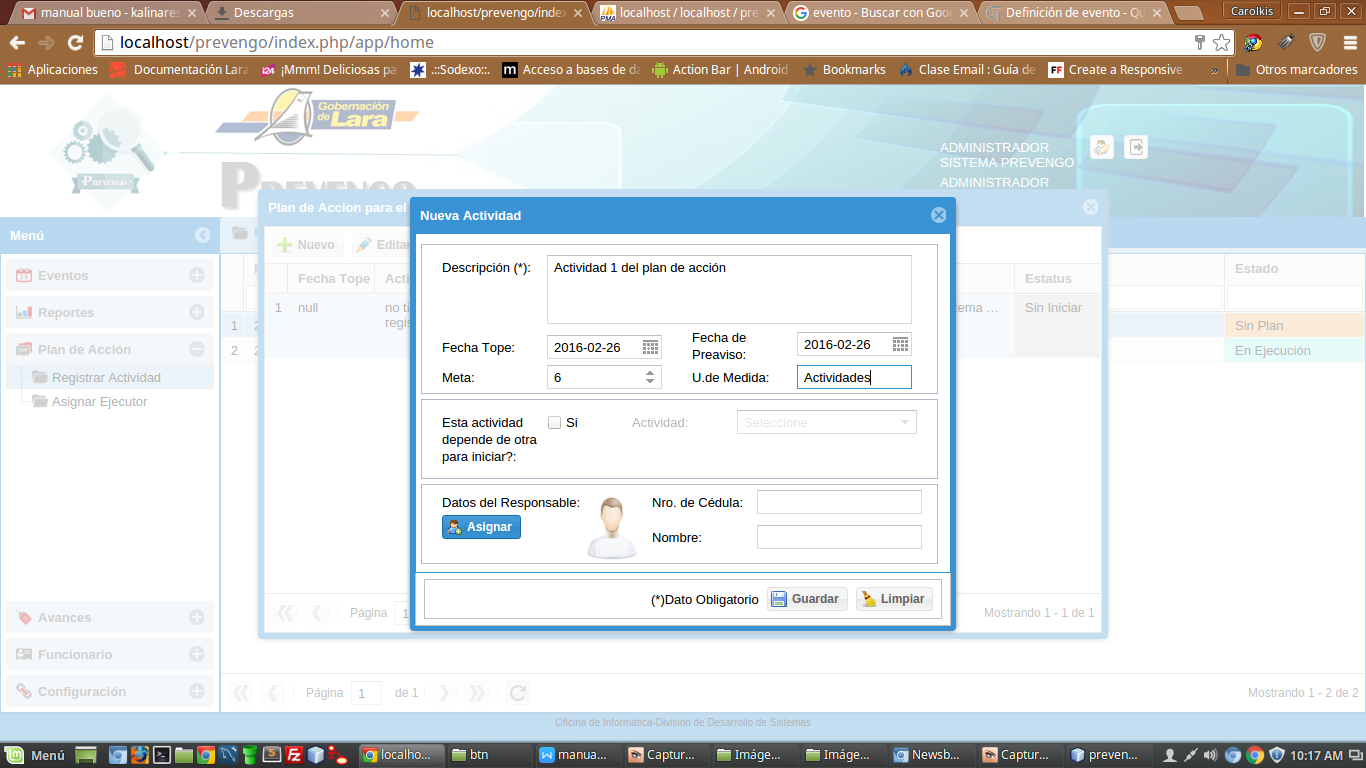 manual bueno - kalinares
Descargas
localhost/prevengo/index
localhost / localhost / pre
evento - Buscar con Goo
Definición de evento - Qu
Carolkis
localhost/prevengo/index.php/app/home
Aplicaciones
Documentación Lara
¡Mmm! Deliciosas pa
.::Sodexo::.
Acceso a bases de da
Action Bar | Android
Bookmarks
Clase Email : Guía de
Create a Responsive
»
Otros marcadores
Gobernación
de Lara
PREVENGO
PREVENGO
ADMINISTRADOR
SISTEMA PREVENGO
ADMINISTRADOR
Menú
Eventos
Reportes
Plan de Acción
Registrar Actividad
Asignar Ejecutor
Avances
Funcionario
Configuración
Plan de Accion para el
Nuevo
Editar
Fecha Tope
Acti
Estatus
1 null
no ti
regis
tema ...
Sin Iniciar
Estado
1 2
Sin Plan
2 2
En Ejecución
Nueva Actividad
Descripción (*):
Actividad 1 del plan de acción
Fecha Tope:
2016-02-26
Fecha de
Preaviso:
2016-02-26
Meta:
6
U.de Medida:
Actividades
Esta actividad
depende de otra
para iniciar?:
Si
Actividad:
Seleccione
Datos del Responsable:
Asignar
Nro. de Cédula:
Nombre:
(*)Dato Obligatorio
Guardar
Limpiar
Página 1
Mostrando 1 - 1 de 1
Página 1 de 1
Mostrando 1 - 2 de 2
Oficina de Informática-División de Desarrollo de Sistemas
Menú
localho...
btn
manua...
Captur...
Imáge...
Imáge...
Newsb...
Captur...
preven...
10:17 AM